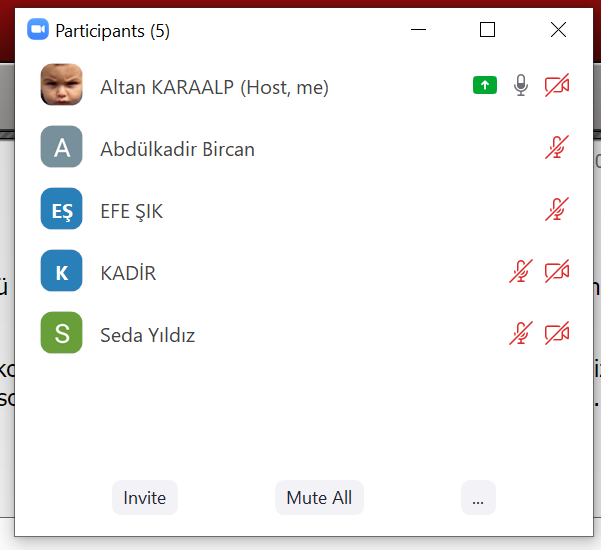 Participants (5)
Altan KARAALP (Host, me)
A Abdülkadir Bircan
EŞ EFE ŞIK
K KADİR
S Seda Yıldız
Invite Mute All ...